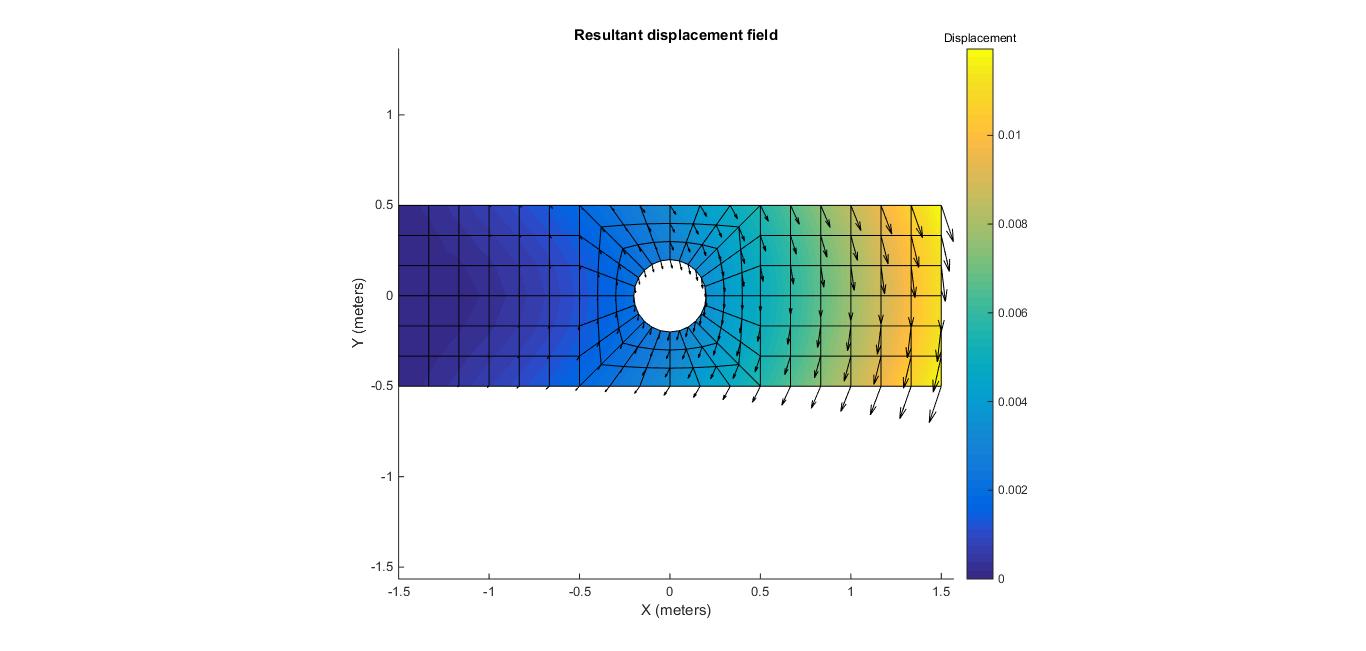 Resultant displacement field
Displacement
1
0.5
0
-0.5
-1
-1.5
Y (meters)
-1.5 -1 -0.5 0 0.5 1 1.5
X (meters)
0.01
0.008
0.006
0.004
0.002
0